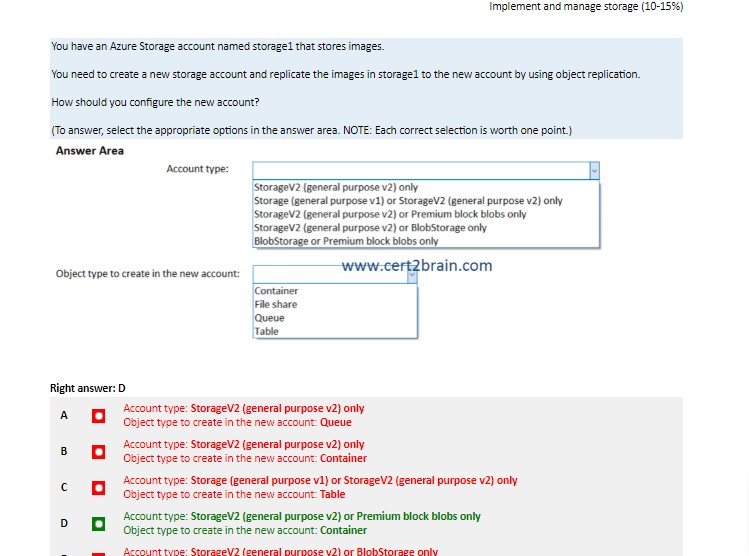 Implement and manage storage (10-15%)
You have an Azure Storage account named storage1 that stores images.
You need to create a new storage account and replicate the images in storage1 to the new account by using object replication.
How should you configure the new account?
(To answer, select the appropriate options in the answer area. NOTE: Each correct selection is worth one point.)
Answer Area
Account type:
StorageV2 (general purpose v2) only
Storage (general purpose v1) or StorageV2 (general purpose v2) only
StorageV2 (general purpose v2) or Premium block blobs only
StorageV2 (general purpose v2) or BlobStorage only
BlobStorage or Premium block blobs only
www.cert2brain.com
Object type to create in the new account:
Container
File share
Queue
Table
Right answer: D
A
Account type: StorageV2 (general purpose v2) only
Object type to create in the new account: Queue
B
Account type: StorageV2 (general purpose v2) only
Object type to create in the new account: Container
C
Account type: Storage (general purpose v1) or StorageV2 (general purpose v2) only
Object type to create in the new account: Table
D
Account type: StorageV2 (general purpose v2) or Premium block blobs only
Object type to create in the new account: Container
Account type: StorageV2 (general purpose v2) or BlobStorage only